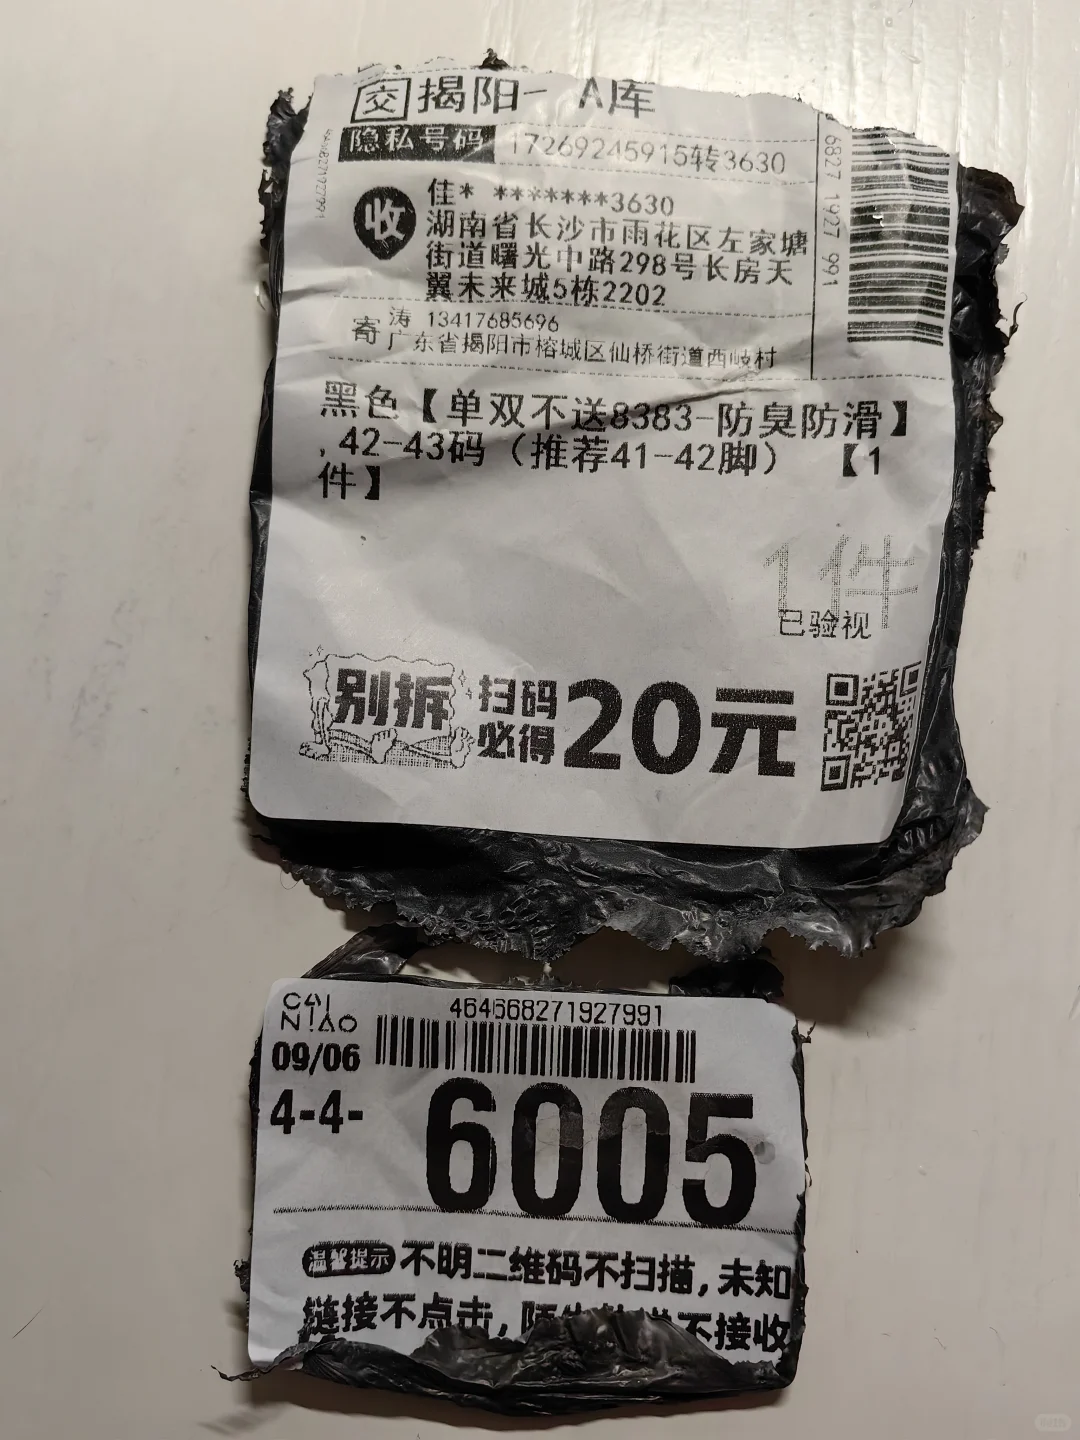 交 揭阳- A库
隐私号码 17269245915转3630
收
佳* *******3630
湖南省长沙市雨花区左家塘
街道曙光中路298号长房天
翼未来城5栋2202
寄 涛 13417685696
广东省揭阳市榕城区仙桥街道西岐村
6827 1927 991
黑色【单双不送8383-防臭防滑】
,42-43码（推荐41-42脚） 【1
件】
1件
已验视
别拆 扫码
必得 20元
CAI
NIAO
464668271927991
09/06
4-4-
6005
温馨提示 不明二维码不扫描，未知
链接不点击，
不接收